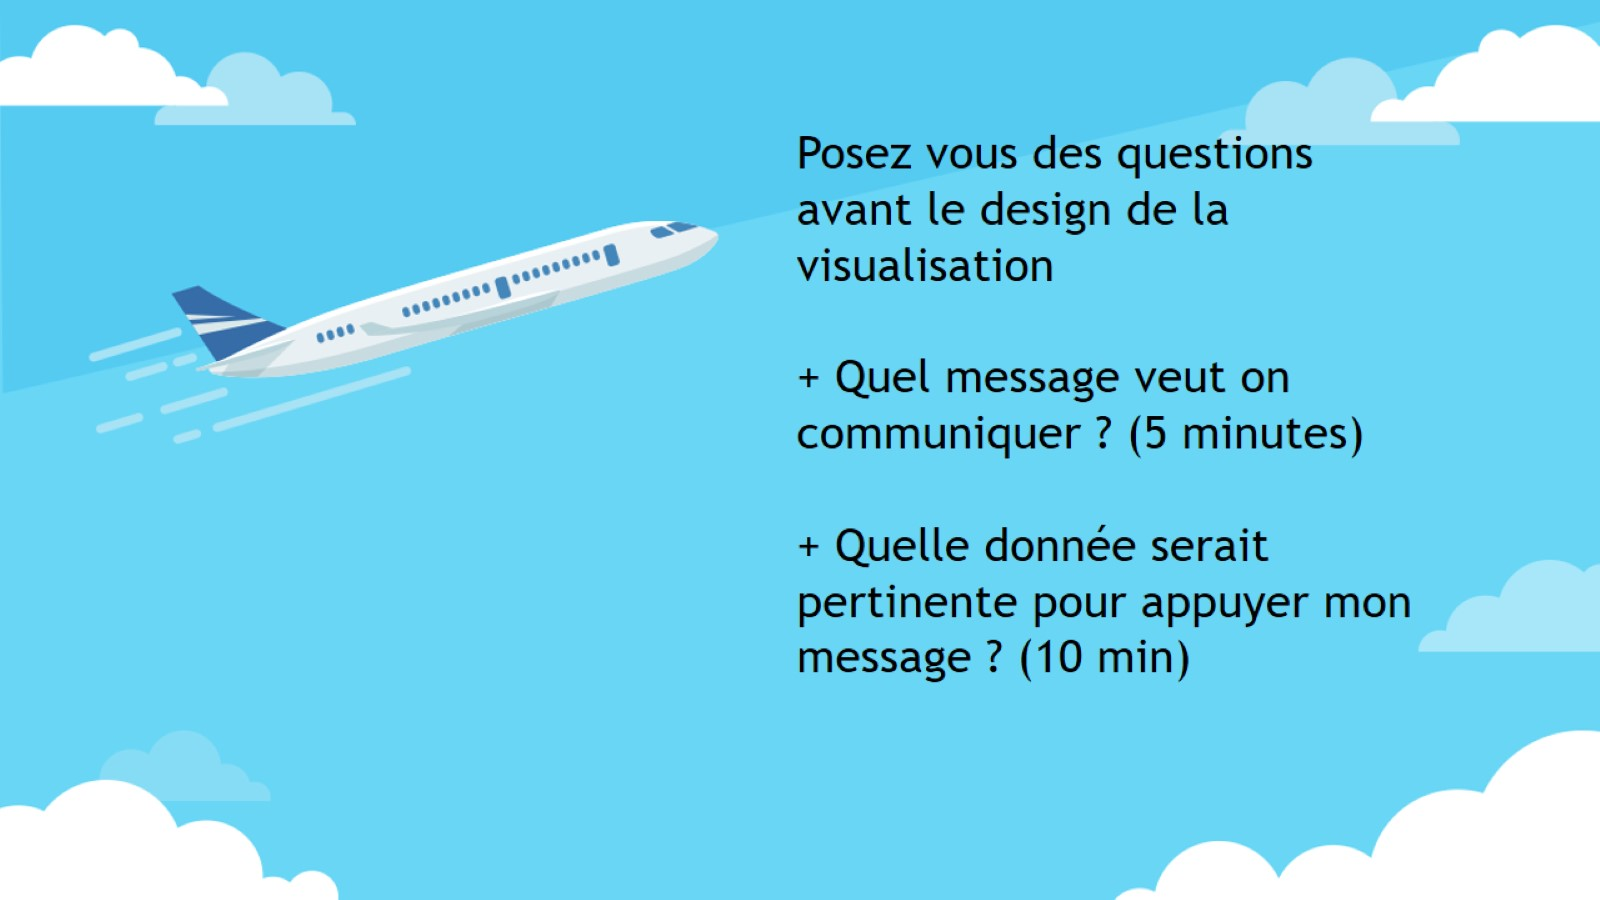 Posez vous des questions
avant le design de la
visualisation
+ Quel message veut on
communiquer ? (5 minutes)
+ Quelle donnée serait
pertinente pour appuyer mon
message ? (10 min)